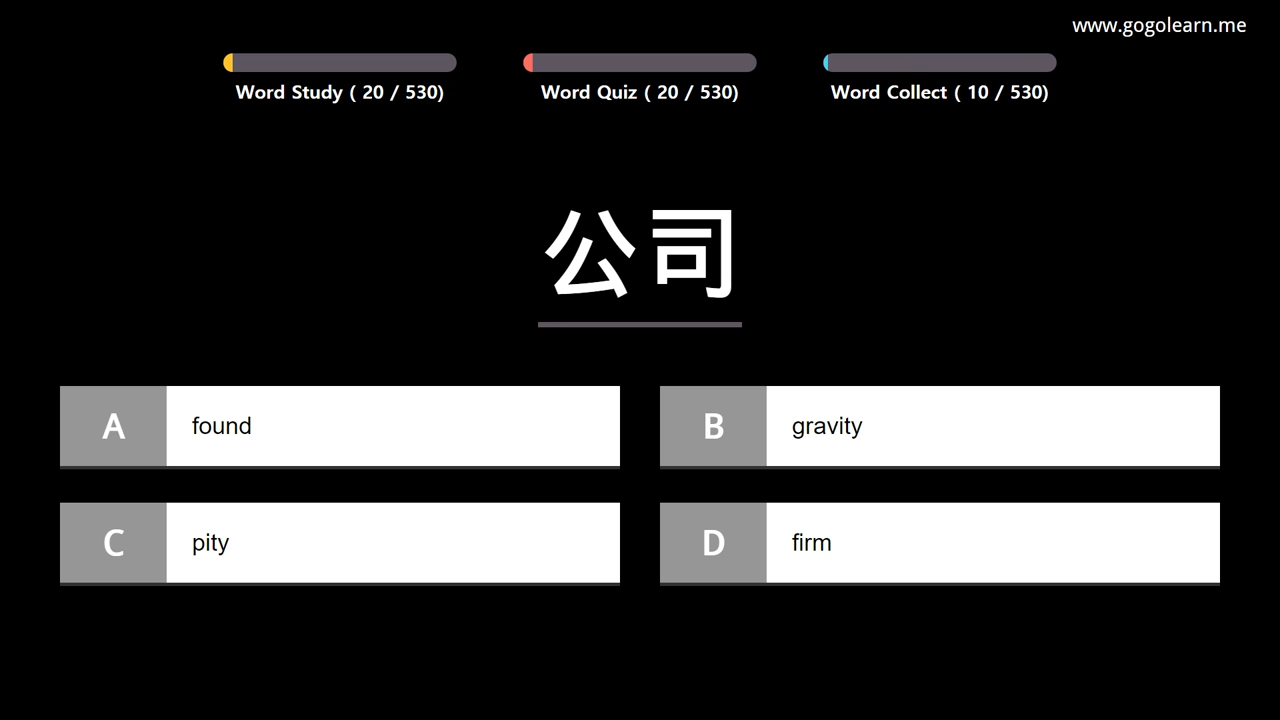 www.gogolearn.me
Word Study ( 20 / 530)
Word Quiz ( 20 / 530)
Word Collect ( 10 / 530)
公司
A found
B gravity
C pity
D firm